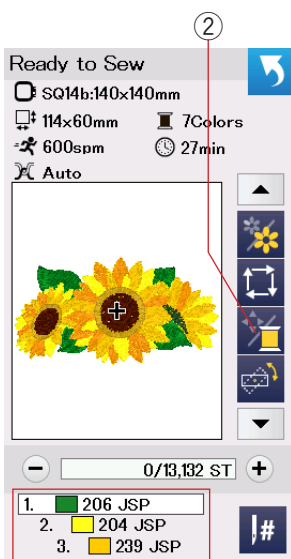 ②
Ready to Sew
SQ14b:140x140mm
114x60mm 7Colors
600spm 27min
Auto
− 0/13,132 ST +
1. 206 JSP
2. 204 JSP
3. 239 JSP
#